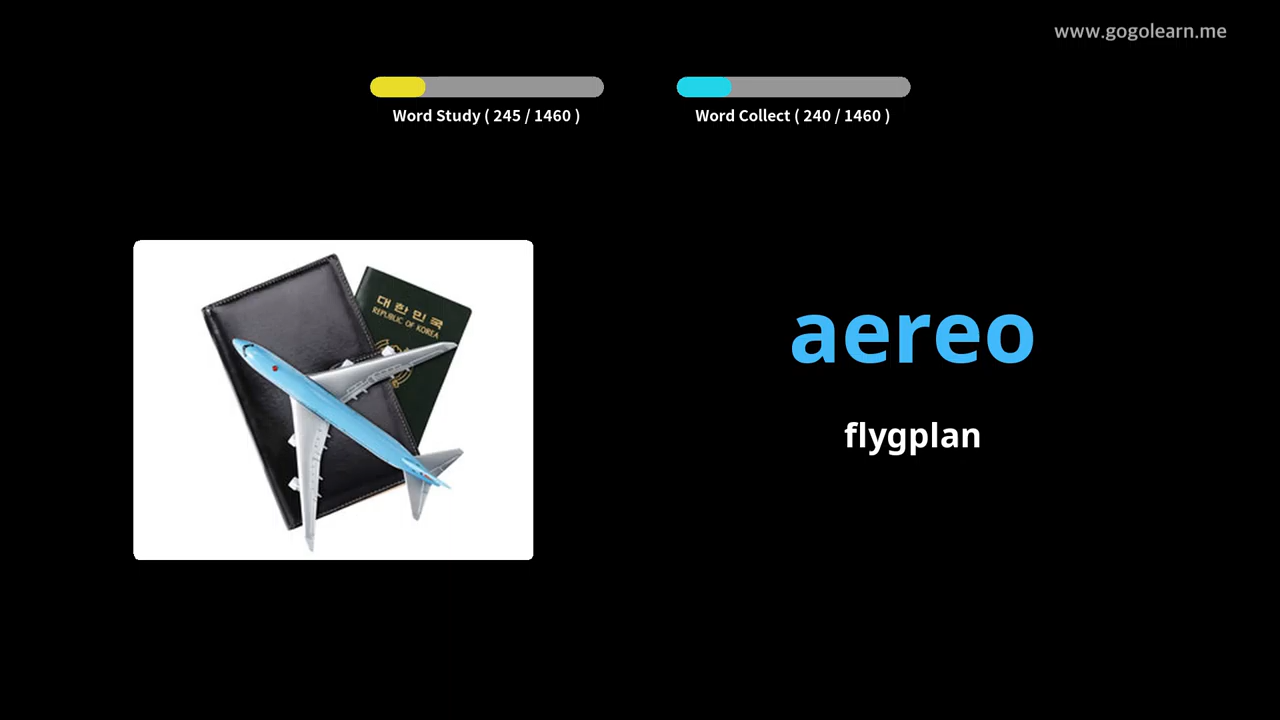 www.gogolearn.me
Word Study ( 245 / 1460 )
Word Collect ( 240 / 1460 )
대한민국
REPUBLIC OF KOREA
aereo
flygplan